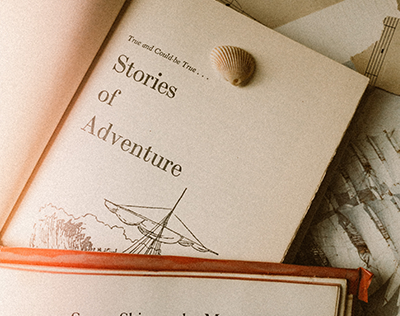 True and Could be True . . .
Stories
of
Adventure